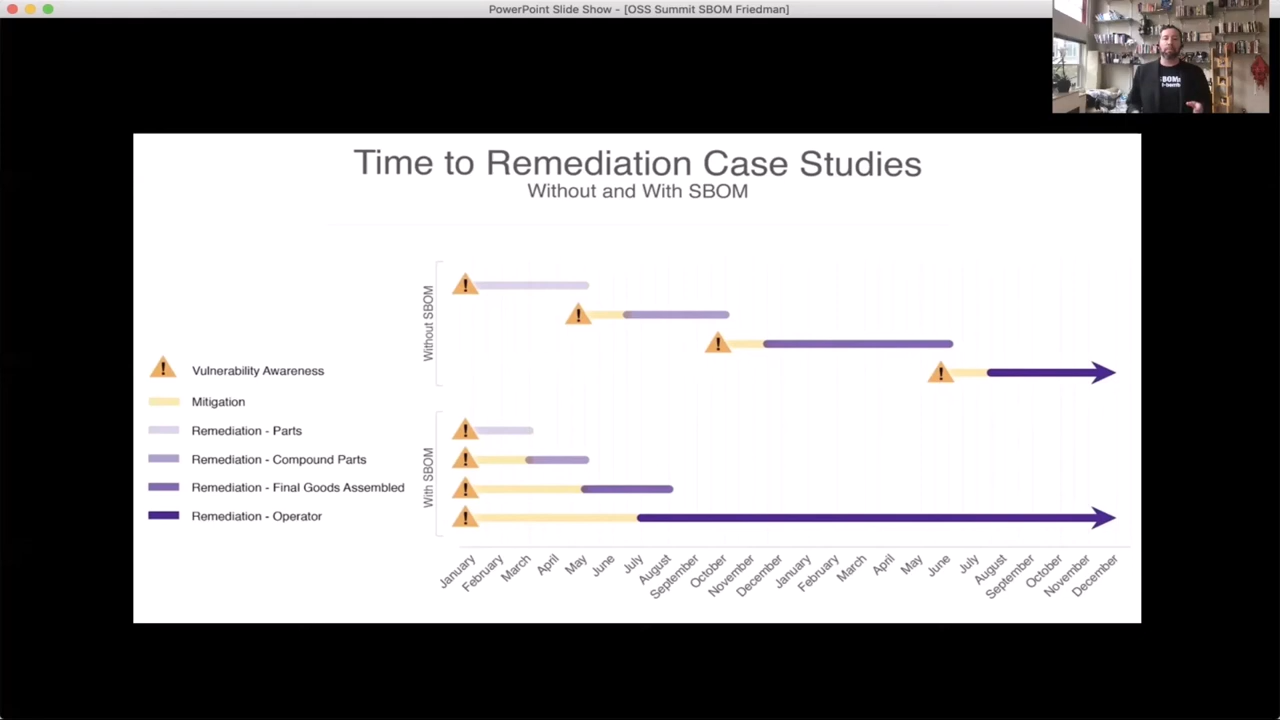 PowerPoint Slide Show - [OSS Summit SBOM Friedman]
Time to Remediation Case Studies
Without and With SBOM
Without SBOM
Vulnerability Awareness
Mitigation
Remediation - Parts
Remediation - Compound Parts
Remediation - Final Goods Assembled
Remediation - Operator
With SBOM
January
February
March
April
May
June
July
August
September
October
November
December
January
February
March
April
May
June
July
August
September
October
November
December